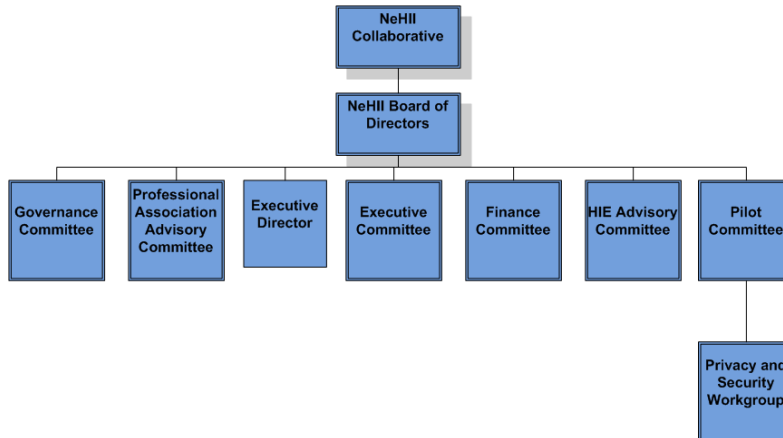 NeHII
Collaborative
NeHII Board of
Directors
Governance
Committee
Professional
Association
Advisory
Committee
Executive
Director
Executive
Committee
Finance
Committee
HIE Advisory
Committee
Pilot
Committee
Privacy and
Security
Workgroup